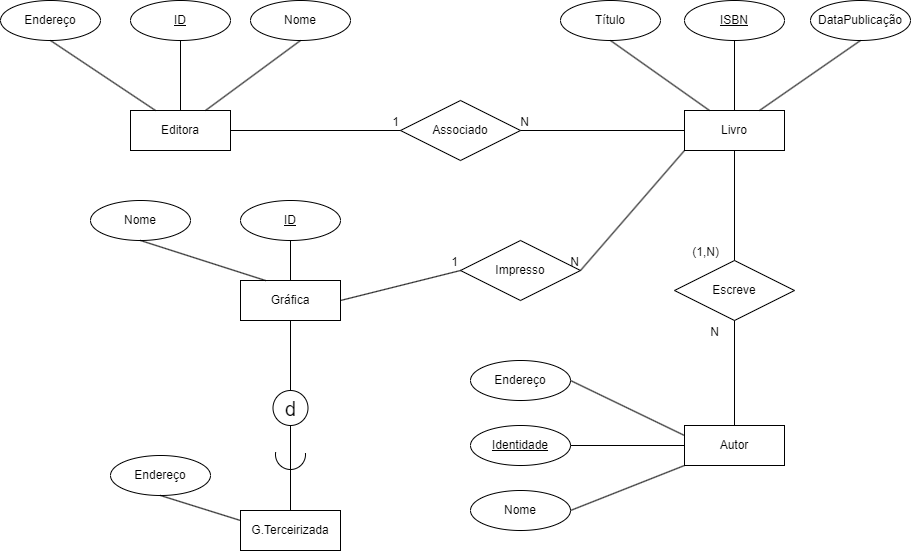 Endereço
ID
Nome
Título
ISBN
DataPublicação
Editora
1
Associado
N
Livro
Nome
ID
(1,N)
1
Impresso
N
Escreve
Gráfica
N
Endereço
d
Identidade
Autor
Endereço
Nome
G.Terceirizada